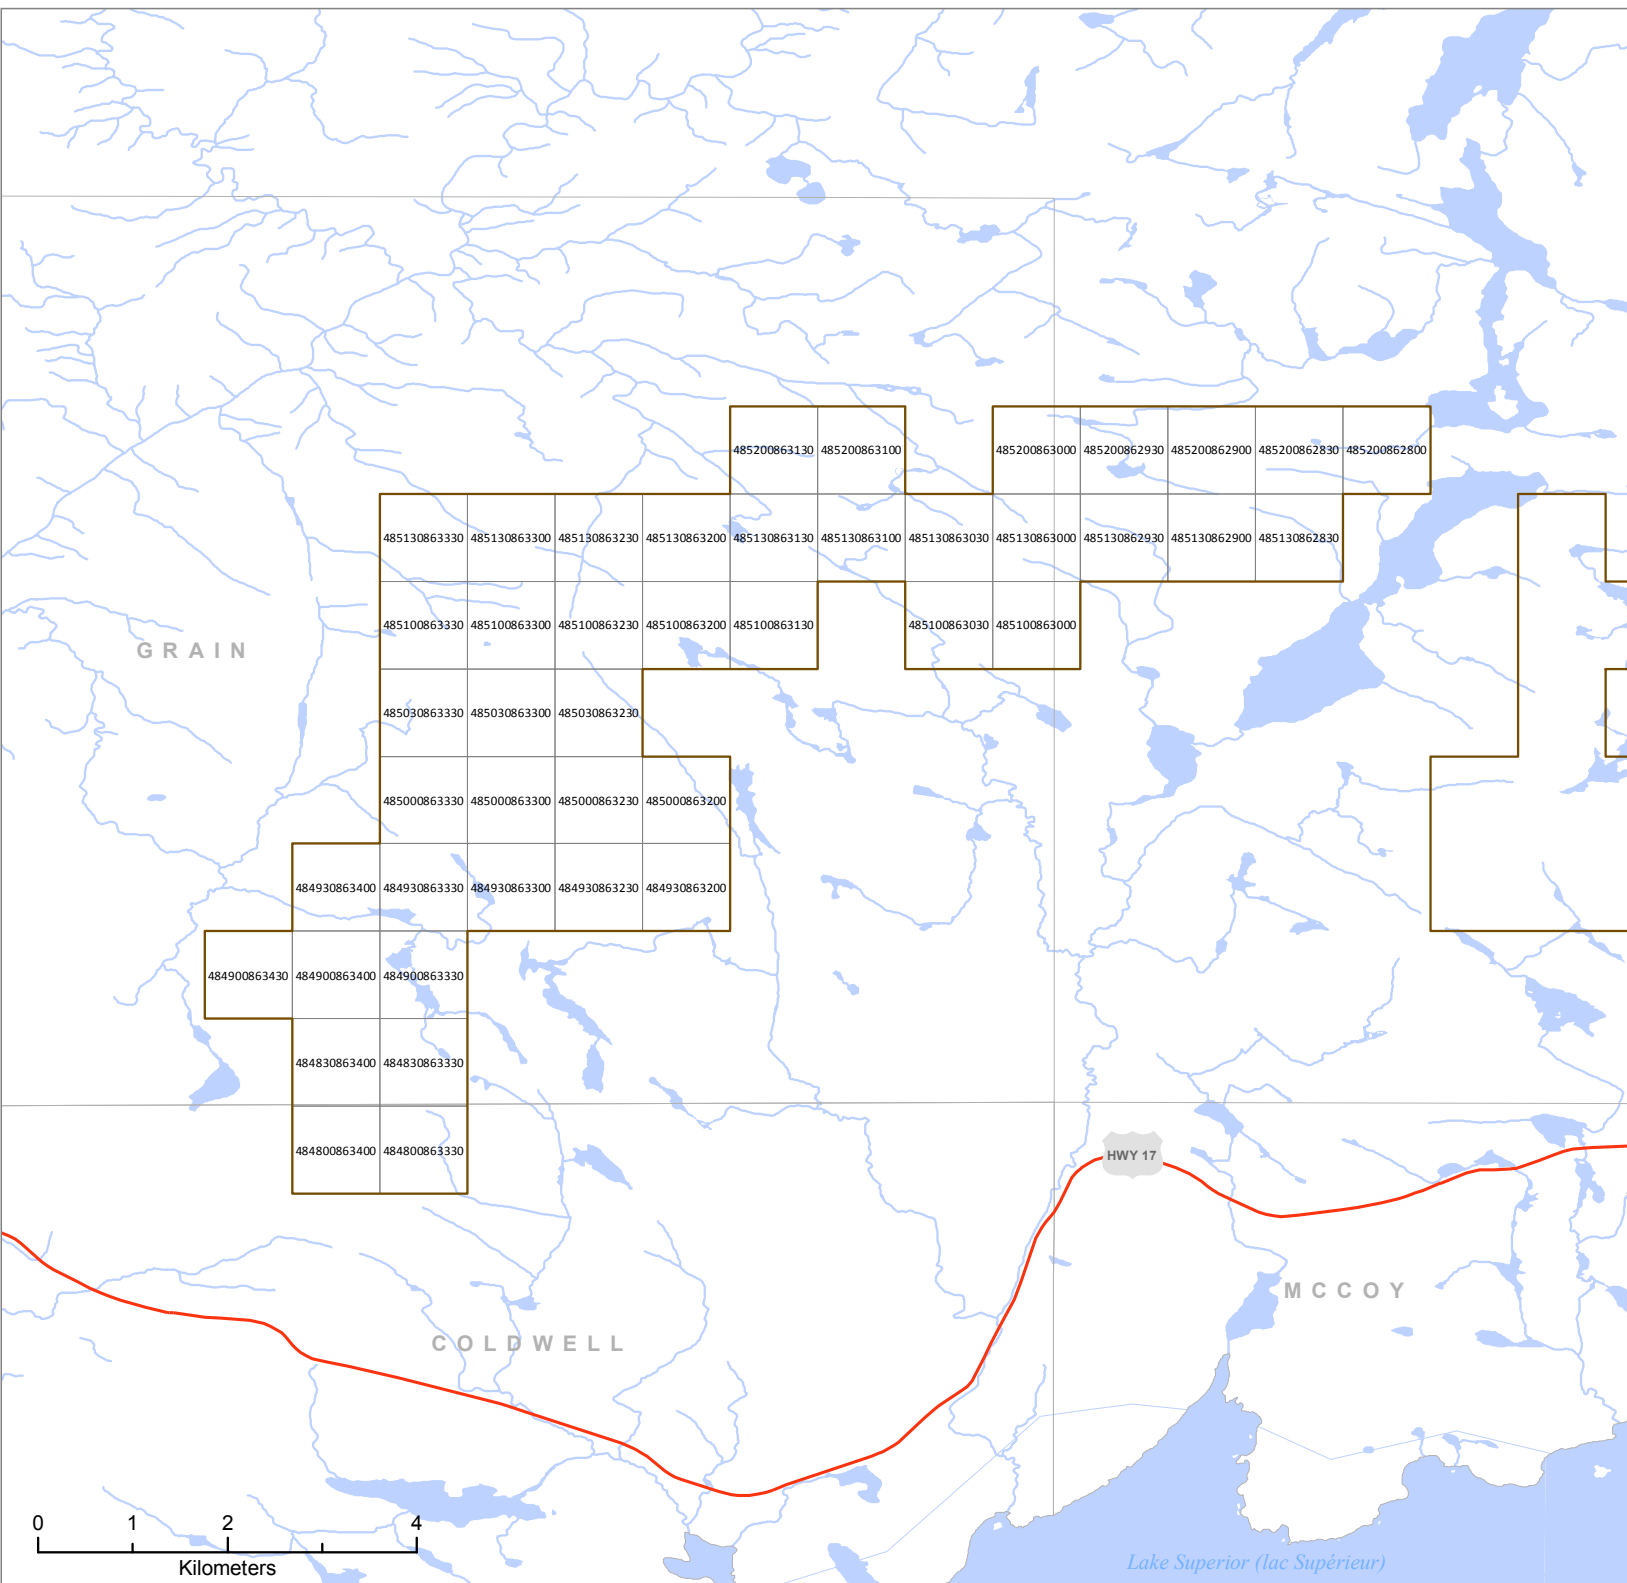 485200863130 485200863100 485200863000 485200862930 485200862900 485200862830 485200862800
485130863330 485130863300 485130863230 485130863200 485130863130 485130863100 485130863030 485130863000 485130862930 485130862900 485130862830
485100863330 485100863300 485100863230 485100863200 485100863130 485100863030 485100863000
GRAIN
485030863330 485030863300 485030863230
485000863330 485000863300 485000863230 485000863200
484930863400 484930863330 484930863300 484930863230 484930863200
484900863430 484900863400 484900863330
484830863400 484830863330
484800863400 484800863330
HWY 17
MCCOY
COLDWELL
0 1 2 4
Kilometers
Lake Superior (lac Supérieur)